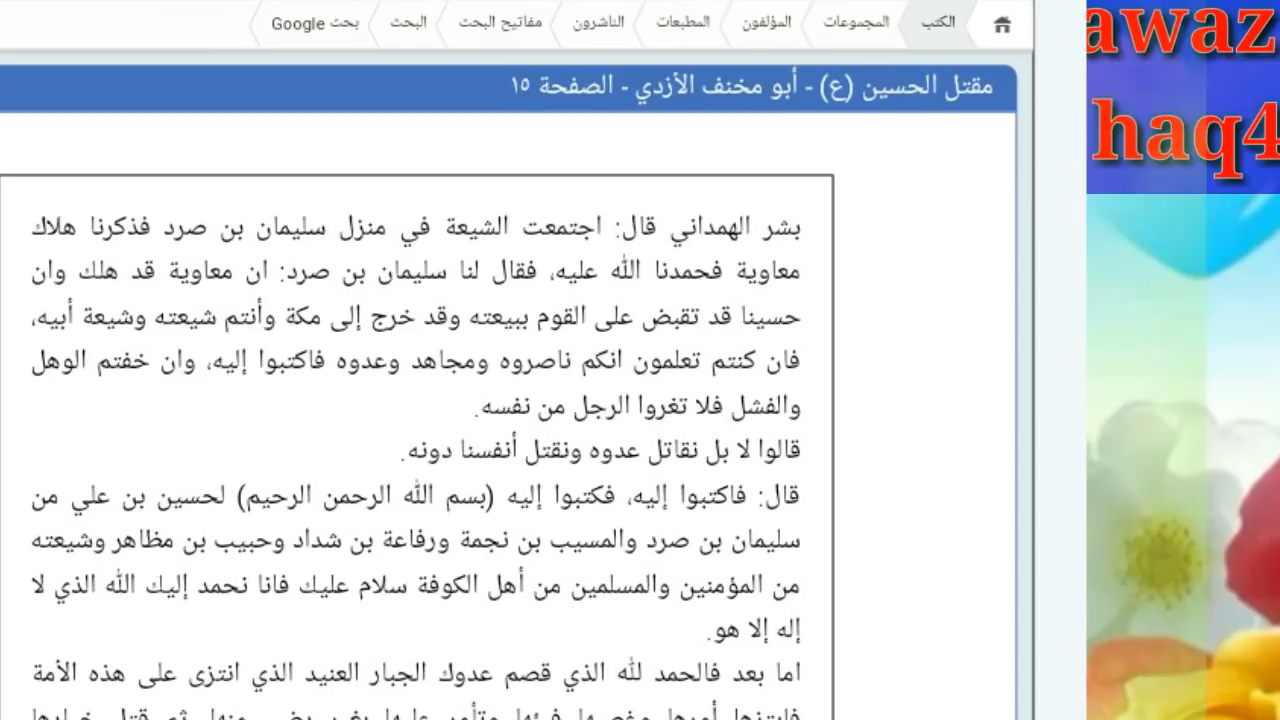 الكتب
المجموعات
المؤلفون
المطبعات
الناشرون
مفاتيح البحث
البحث
بحث Google
مقتل الحسين (ع) - أبو مخنف الأزدي - الصفحة ١٥
بشر الهمداني قال: اجتمعت الشيعة في منزل سليمان بن صرد فذكرنا هلاك
معاوية فحمدنا الله عليه، فقال لنا سليمان بن صرد: ان معاوية قد هلك وان
حسينا قد تقبض على القوم ببيعته وقد خرج إلى مكة وأنتم شيعته وشيعة أبيه،
فان كنتم تعلمون انكم ناصروه ومجاهد وعدوه فاكتبوا إليه، وان خفتم الوهل
والفشل فلا تغروا الرجل من نفسه.
قالوا لا بل نقاتل عدوه ونقتل أنفسنا دونه.
قال: فاكتبوا إليه، فكتبوا إليه (بسم الله الرحمن الرحيم) لحسين بن علي من
سليمان بن صرد والمسيب بن نجمة ورفاعة بن شداد وحبيب بن مظاهر وشيعته
من المؤمنين والمسلمين من أهل الكوفة سلام عليك فانا نحمد إليك الله الذي لا
إله إلا هو.
اما بعد فالحمد لله الذي قصم عدوك الجبار العنيد الذي انتزى على هذه الأمة
awaz
haq4